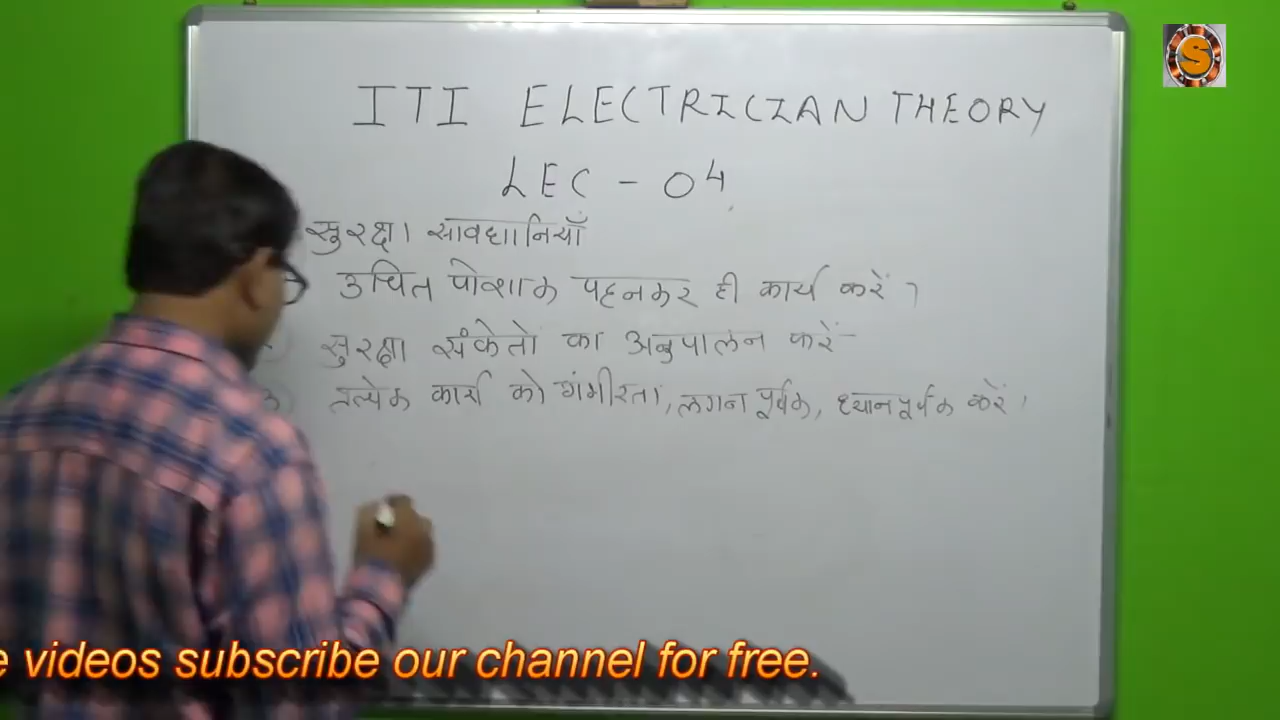 ITI ELECTRICIAN THEORY
LEC - 04
सुरक्षा सावधानियाँ
उचित पोशाक पहनकर ही कार्य करें ।
सुरक्षा संकेतो का अनुपालन करें
3) प्रत्येक कार्य को गंभीरता, लगन पूर्वक, ध्यान पूर्वक करें ।
e videos subscribe our channel for free.
S